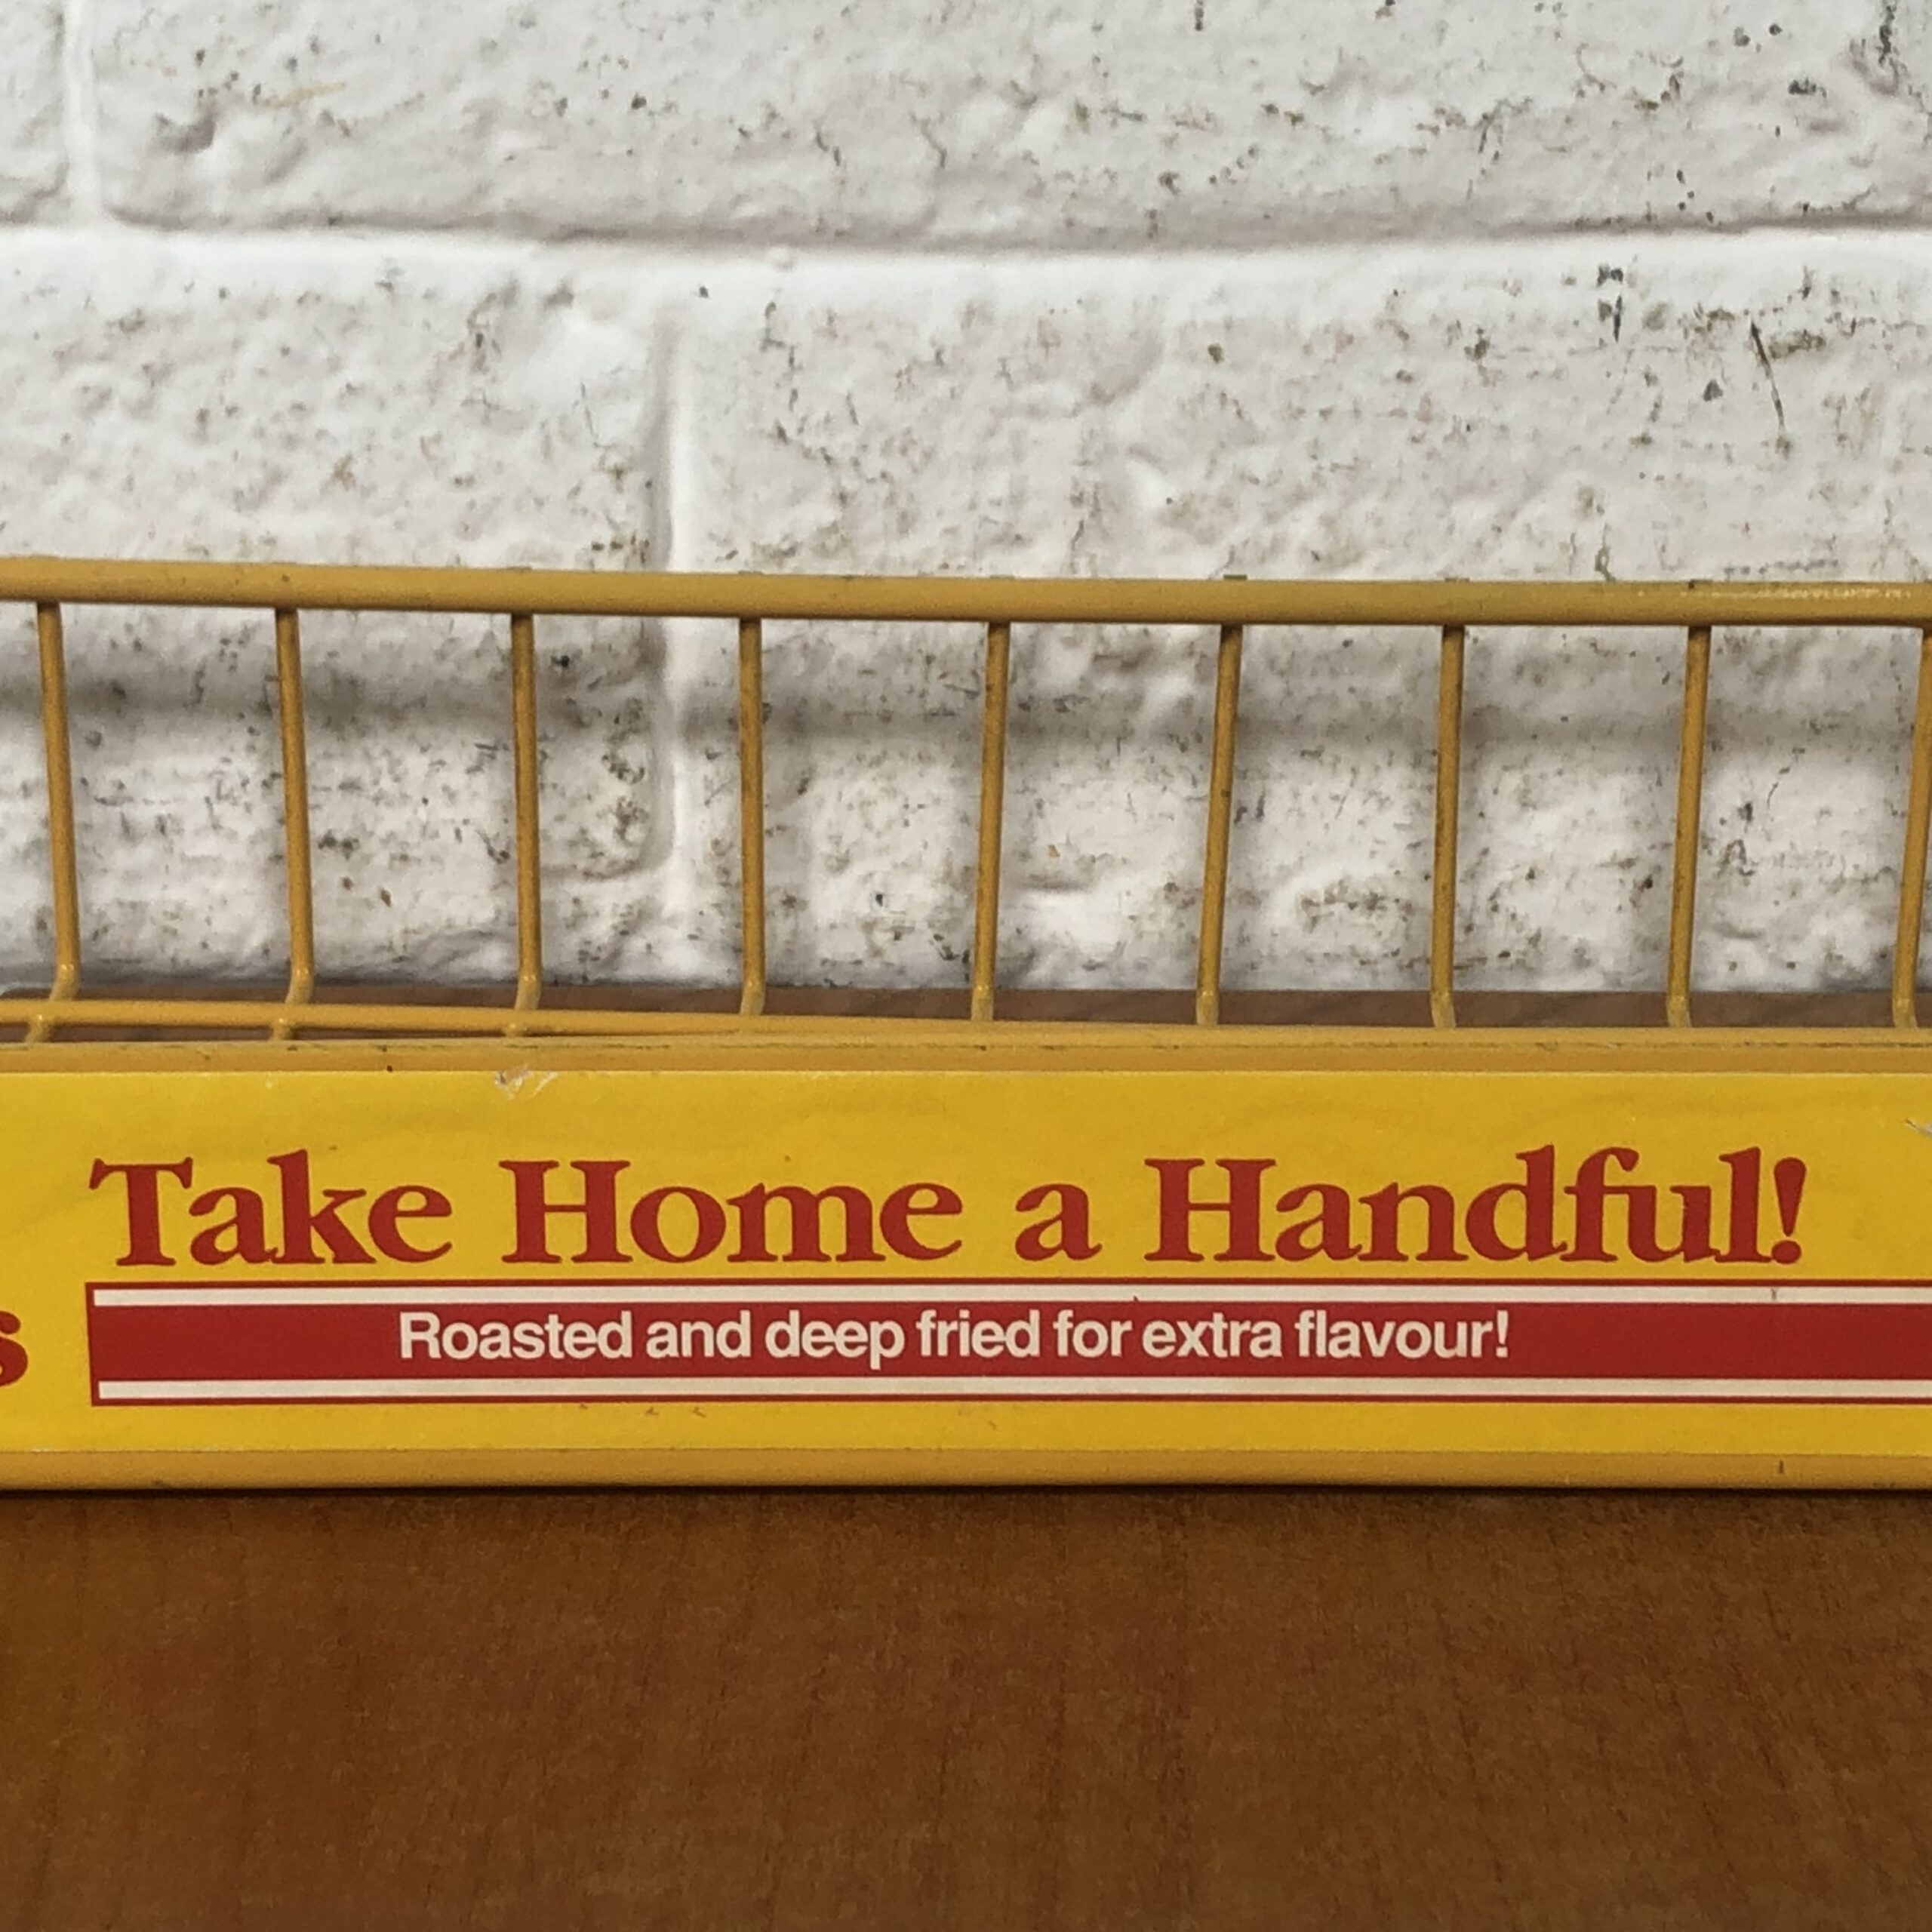 Take Home a Handful!
s
Roasted and deep fried for extra flavour!